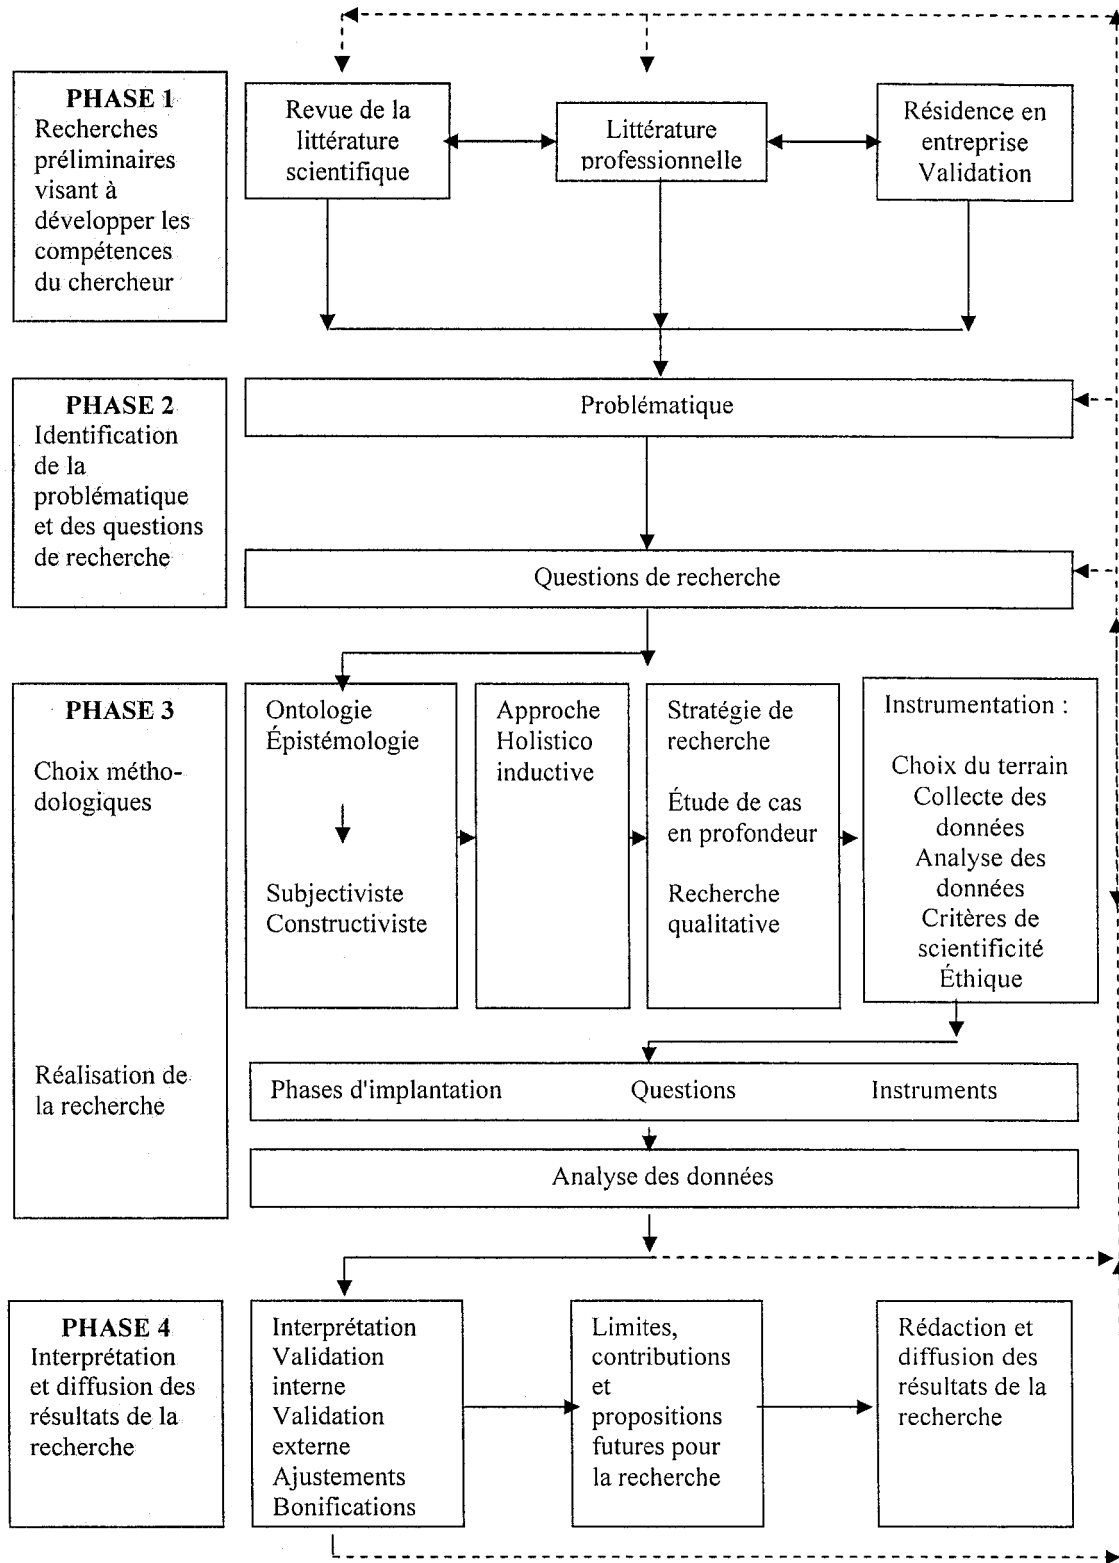 PHASE 1
Recherches
préliminaires
visant à
développer les
compétences
du chercheur
Revue de la
littérature
scientifique
Littérature
professionnelle
Résidence en
entreprise
Validation
PHASE 2
Identification
de la
problématique
et des questions
de recherche
Problématique
Questions de recherche
PHASE 3
Choix métho-
dologiques
Ontologie
Épistémologie
Subjectiviste
Constructiviste
Approche
Holistico
inductive
Stratégie de
recherche
Étude de cas
en profondeur
Recherche
qualitative
Instrumentation :
Choix du terrain
Collecte des
données
Analyse des
données
Critères de
scientificité
Éthique
Réalisation de
la recherche
Phases d'implantation Questions Instruments
Analyse des données
PHASE 4
Interprétation
et diffusion des
résultats de la
recherche
Interprétation
Validation
interne
Validation
externe
Ajustements
Bonifications
Limites,
contributions
et
propositions
futures pour
la recherche
Rédaction et
diffusion des
résultats de la
recherche